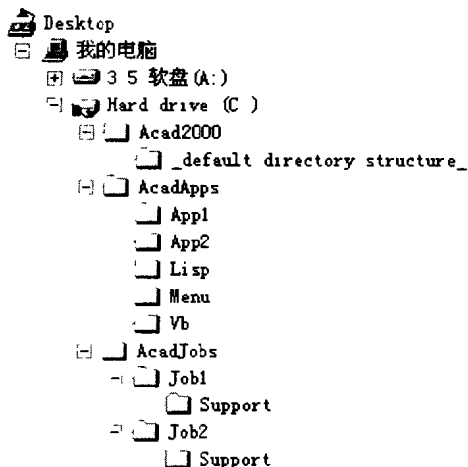 Desktop
我的电脑
3 5 软盘(A:)
Hard drive (C )
Acad2000
_default directory structure_
AcadApps
App1
App2
Lisp
Menu
Vb
AcadJobs
Job1
Support
Job2
Support